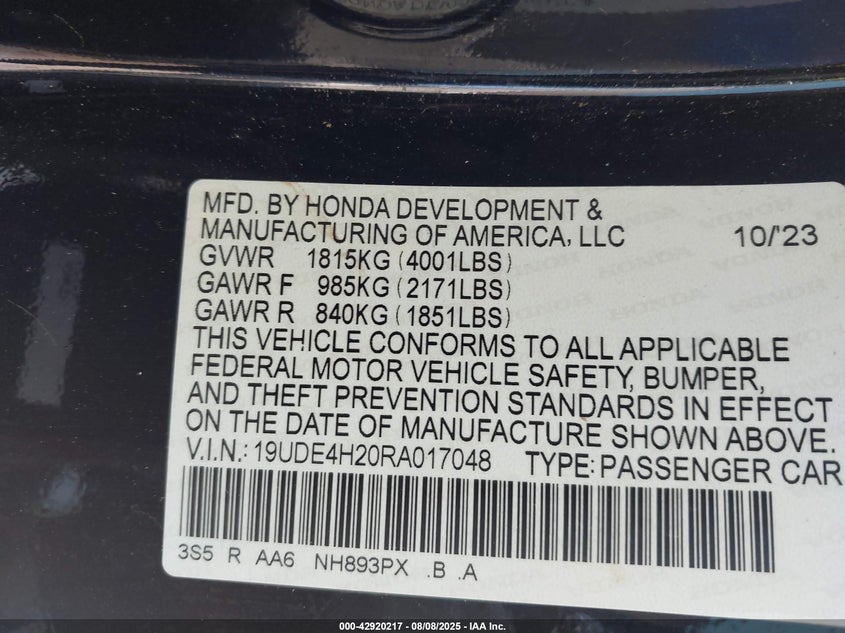 MFD. BY HONDA DEVELOPMENT &
MANUFACTURING OF AMERICA, LLC 10/'23
GVWR 1815KG (4001LBS)
GAWR F 985KG (2171LBS)
GAWR R 840KG (1851LBS)
THIS VEHICLE CONFORMS TO ALL APPLICABLE
FEDERAL MOTOR VEHICLE SAFETY, BUMPER,
AND THEFT PREVENTION STANDARDS IN EFFECT
ON THE DATE OF MANUFACTURE SHOWN ABOVE.
V.I.N.: 19UDE4H20RA017048 TYPE: PASSENGER CAR
3S5 R AA6 NH893PX .B .A
000-42920217 - 08/08/2025 - IAA Inc.